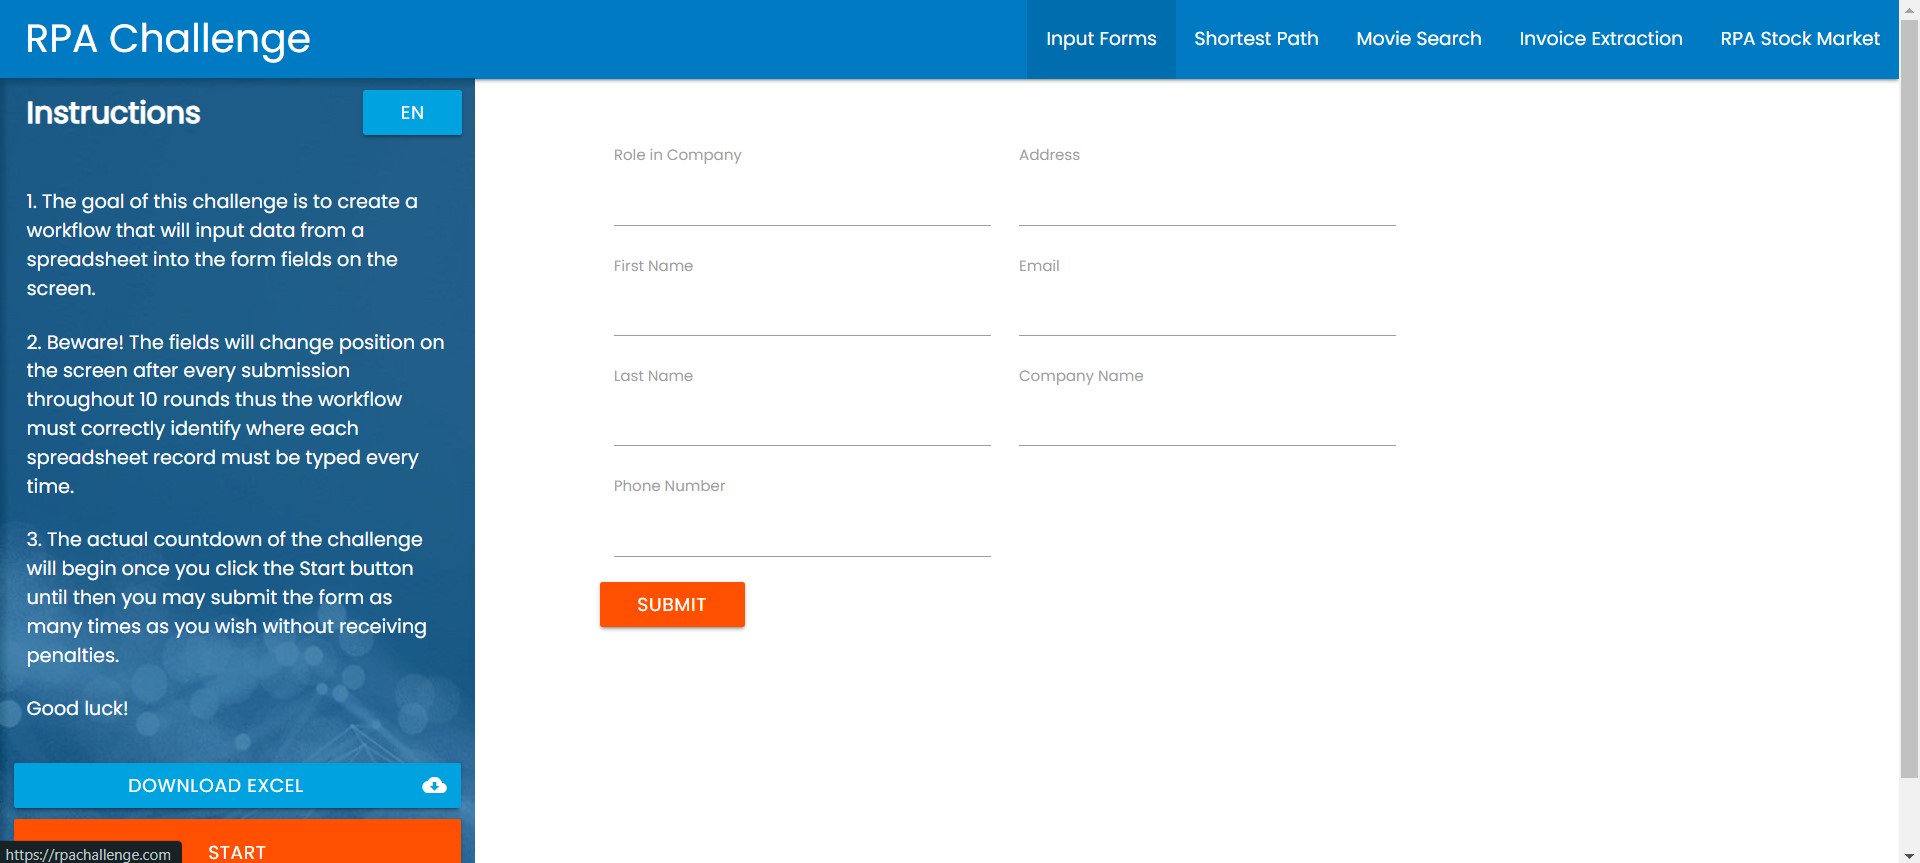 RPA Challenge
Input Forms
Shortest Path
Movie Search
Invoice Extraction
RPA Stock Market
Instructions
EN
1. The goal of this challenge is to create a
workflow that will input data from a
spreadsheet into the form fields on the
screen.
2. Beware! The fields will change position on
the screen after every submission
throughout 10 rounds thus the workflow
must correctly identify where each
spreadsheet record must be typed every
time.
3. The actual countdown of the challenge
will begin once you click the Start button
until then you may submit the form as
many times as you wish without receiving
penalties.
Good luck!
DOWNLOAD EXCEL
START
https://rpachallenge.com
Role in Company
Address
First Name
Email
Last Name
Company Name
Phone Number
SUBMIT